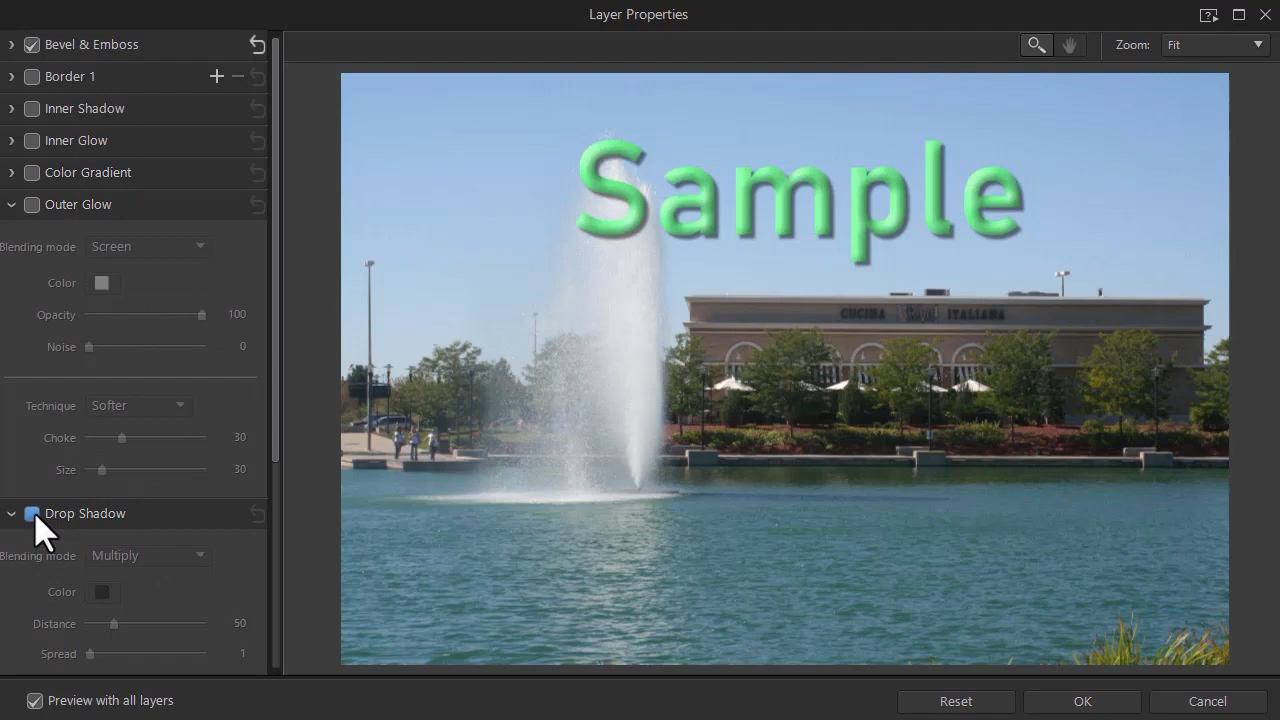 Layer Properties
Bevel & Emboss
Border 1
Inner Shadow
Inner Glow
Color Gradient
Outer Glow
Blending mode Screen
Color
Opacity 100
Noise 0
Technique Softer
Choke 30
Size 30
Drop Shadow
Blending mode Multiply
Color
Distance 50
Spread 1
Zoom: Fit
Sample
CUCINA ITALIANA
Preview with all layers
Reset OK Cancel